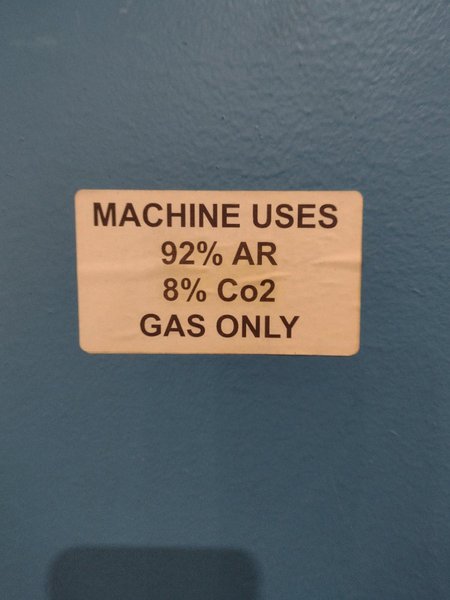 MACHINE USES
92% AR
8% Co2
GAS ONLY